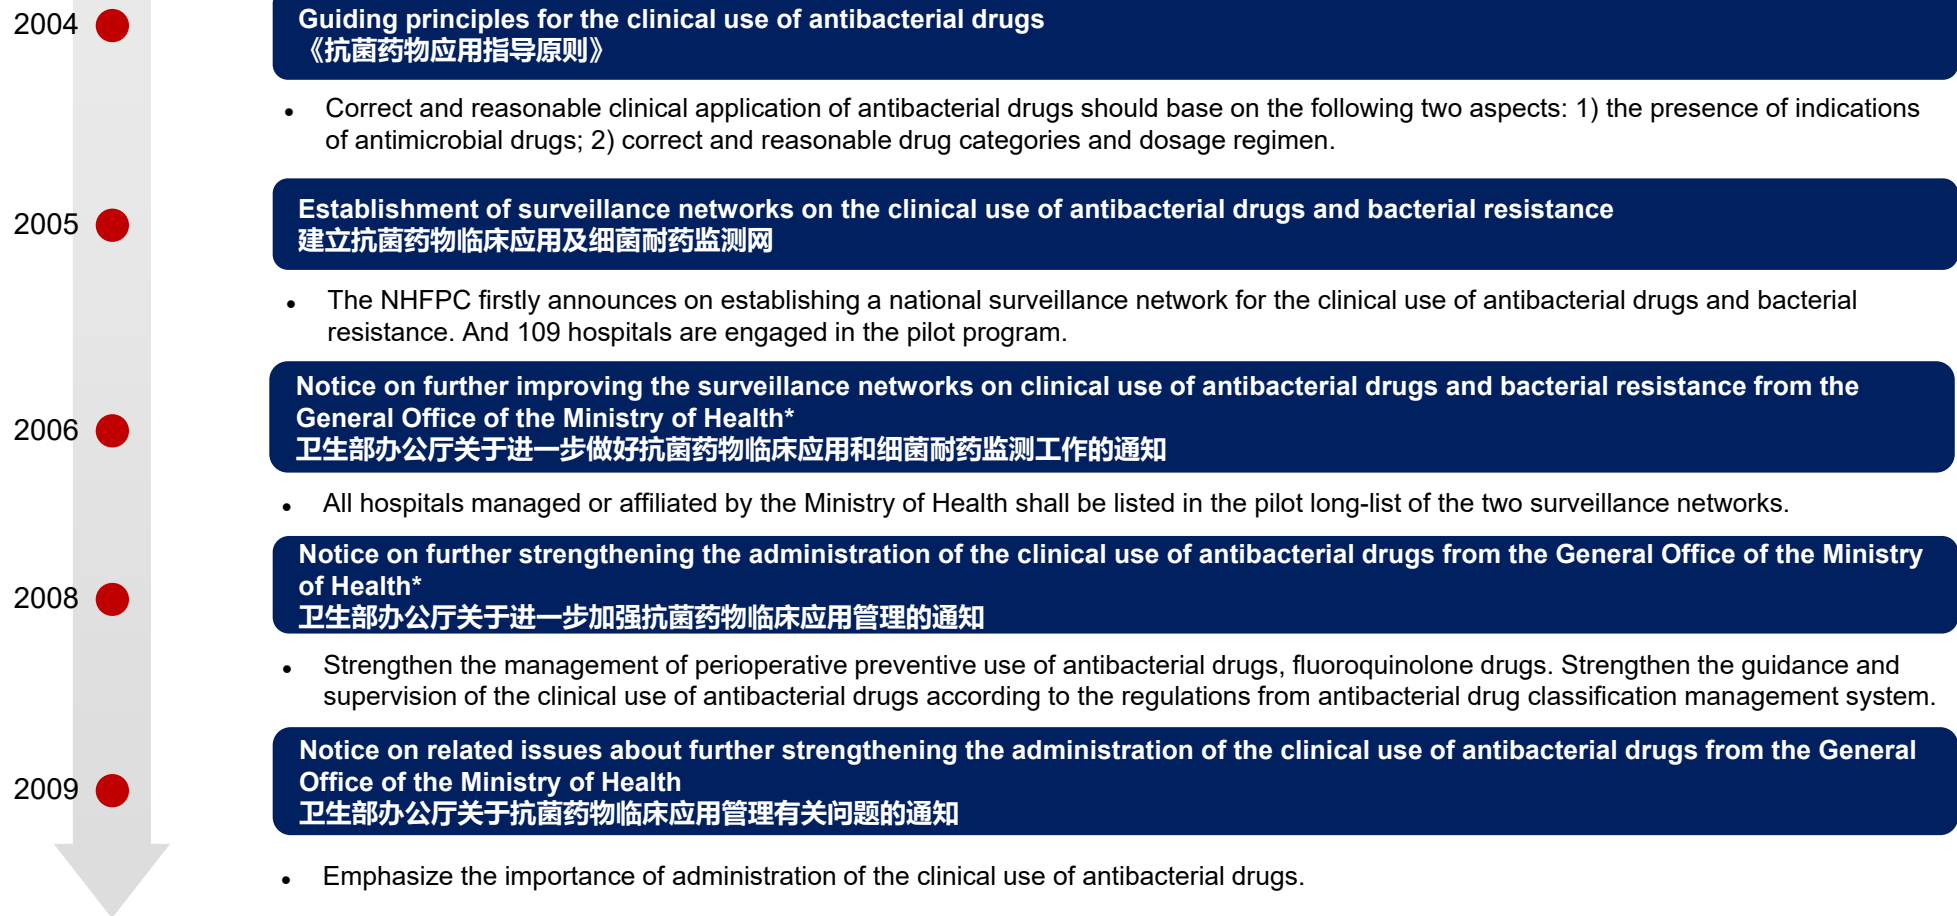 2004
Guiding principles for the clinical use of antibacterial drugs
《抗菌药物应用指导原则》
• Correct and reasonable clinical application of antibacterial drugs should base on the following two aspects: 1) the presence of indications
of antimicrobial drugs; 2) correct and reasonable drug categories and dosage regimen.
2005
Establishment of surveillance networks on the clinical use of antibacterial drugs and bacterial resistance
建立抗菌药物临床应用及细菌耐药监测网
• The NHFPC firstly announces on establishing a national surveillance network for the clinical use of antibacterial drugs and bacterial
resistance. And 109 hospitals are engaged in the pilot program.
2006
Notice on further improving the surveillance networks on clinical use of antibacterial drugs and bacterial resistance from the
General Office of the Ministry of Health*
卫生部办公厅关于进一步做好抗菌药物临床应用和细菌耐药监测工作的通知
• All hospitals managed or affiliated by the Ministry of Health shall be listed in the pilot long-list of the two surveillance networks.
2008
Notice on further strengthening the administration of the clinical use of antibacterial drugs from the General Office of the Ministry
of Health*
卫生部办公厅关于进一步加强抗菌药物临床应用管理的通知
• Strengthen the management of perioperative preventive use of antibacterial drugs, fluoroquinolone drugs. Strengthen the guidance and
supervision of the clinical use of antibacterial drugs according to the regulations from antibacterial drug classification management system.
2009
Notice on related issues about further strengthening the administration of the clinical use of antibacterial drugs from the General
Office of the Ministry of Health
卫生部办公厅关于抗菌药物临床应用管理有关问题的通知
• Emphasize the importance of administration of the clinical use of antibacterial drugs.